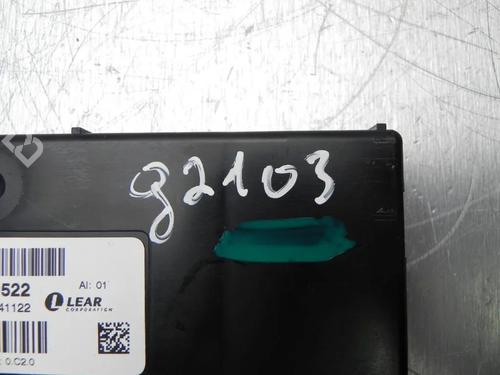 g2103
522
AI: 01
41122
LEAR
CORPORATION
: 0.C2.0